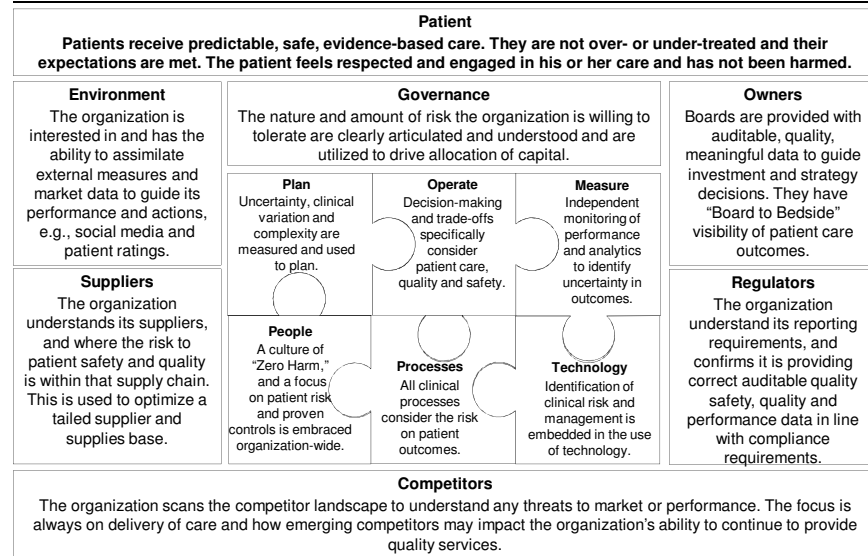 Patient
Patients receive predictable, safe, evidence-based care. They are not over- or under-treated and their
expectations are met. The patient feels respected and engaged in his or her care and has not been harmed.
Environment
The organization is
interested in and has the
ability to assimilate
external measures and
market data to guide its
performance and actions,
e.g., social media and
patient ratings.
Governance
The nature and amount of risk the organization is willing to
tolerate are clearly articulated and understood and are
utilized to drive allocation of capital.
Owners
Boards are provided with
auditable, quality,
meaningful data to guide
investment and strategy
decisions. They have
“Board to Bedside”
visibility of patient care
outcomes.
Plan
Uncertainty, clinical
variation and
complexity are
measured and used
to plan.
Operate
Decision-making
and trade-offs
specifically
consider
patient care,
quality and safety.
Measure
Independent
monitoring of
performance
and analytics
to identify
uncertainty in
outcomes.
Suppliers
The organization
understands its suppliers,
and where the risk to
patient safety and quality
is within that supply chain.
This is used to optimize a
tailed supplier and
supplies base.
People
A culture of
“Zero Harm,”
and a focus
on patient risk
and proven
controls is embraced
organization-wide.
Processes
All clinical
processes
consider the risk
on patient
outcomes.
Technology
Identification of
clinical risk and
management is
embedded in the use
of technology.
Regulators
The organization
understand its reporting
requirements, and
confirms it is providing
correct auditable quality
safety, quality and
performance data in line
with compliance
requirements.
Competitors
The organization scans the competitor landscape to understand any threats to market or performance. The focus is
always on delivery of care and how emerging competitors may impact the organization’s ability to continue to provide
quality services.